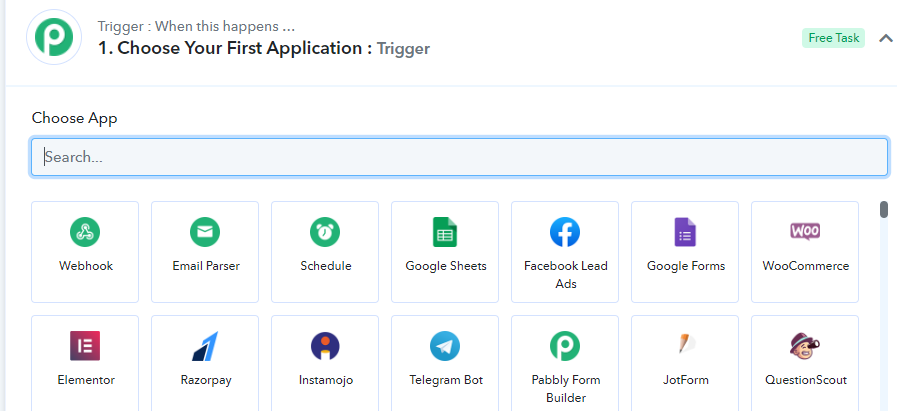 Trigger : When this happens ...
1. Choose Your First Application : Trigger
Free Task
Choose App
Search...
Webhook
Email Parser
Schedule
Google Sheets
Facebook Lead
Ads
Google Forms
WOO
WooCommerce
Elementor
Razorpay
Instamojo
Telegram Bot
Pabbly Form
Builder
JotForm
QuestionScout